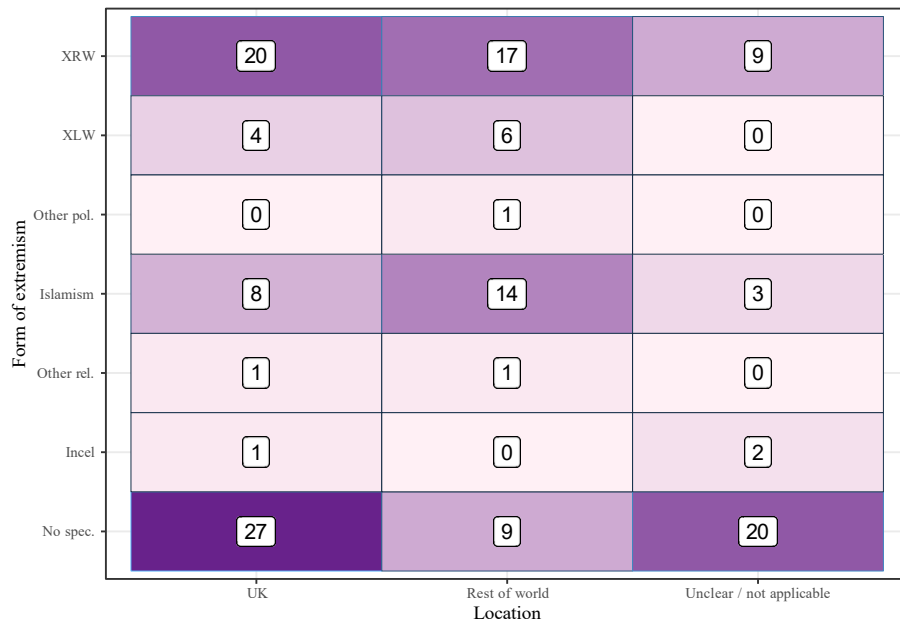 XRW 20 17 9
XLW 4 6 0
Other pol. 0 1 0
Islamism 8 14 3
Other rel. 1 1 0
Incel 1 0 2
No spec. 27 9 20
UK Rest of world Unclear / not applicable
Location
Form of extremism